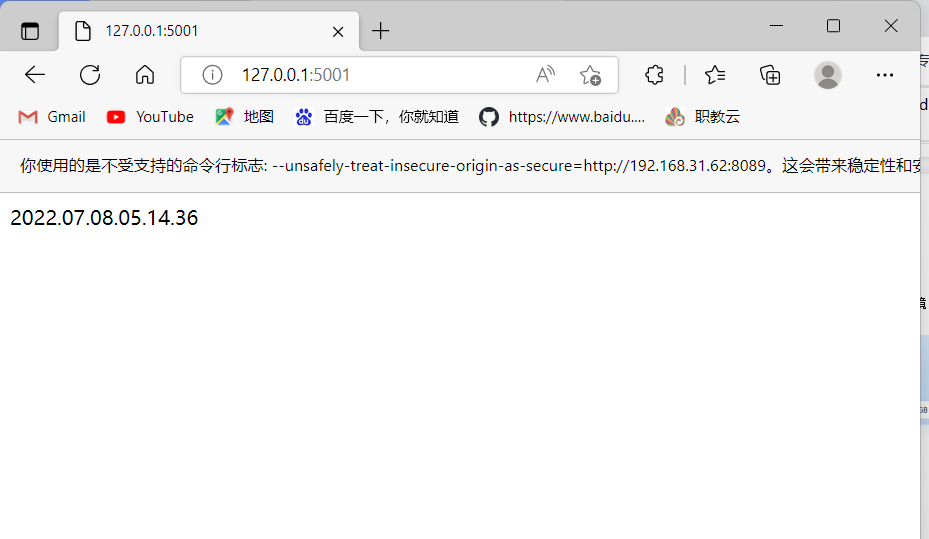 127.0.0.1:5001
127.0.0.1:5001
Gmail YouTube 地图 百度一下，你就知道 https://www.baidu.... 职教云
你使用的是不受支持的命令行标志: --unsafely-treat-insecure-origin-as-secure=http://192.168.31.62:8089。这会带来稳定性和安
2022.07.08.05.14.36